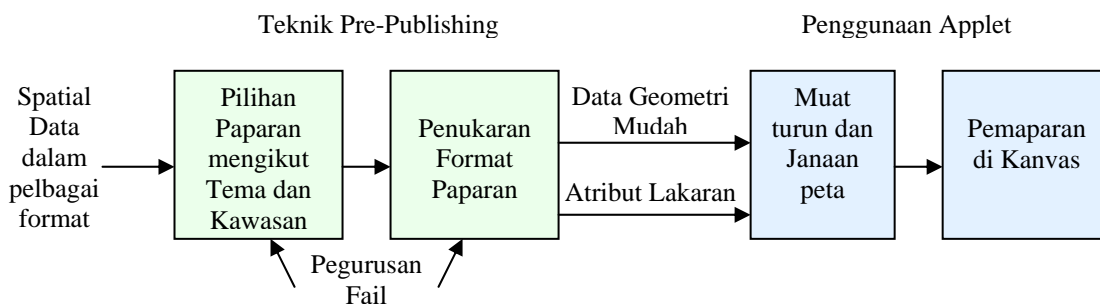 Teknik Pre-Publishing
Penggunaan Applet
Spatial
Data
dalam
pelbagai
format
Pilihan
Paparan
mengikut
Tema dan
Kawasan
Penukaran
Format
Paparan
Data Geometri
Mudah
Atribut Lakaran
Muat
turun dan
Janaan
peta
Pemaparan
di Kanvas
Pegurusan
Fail